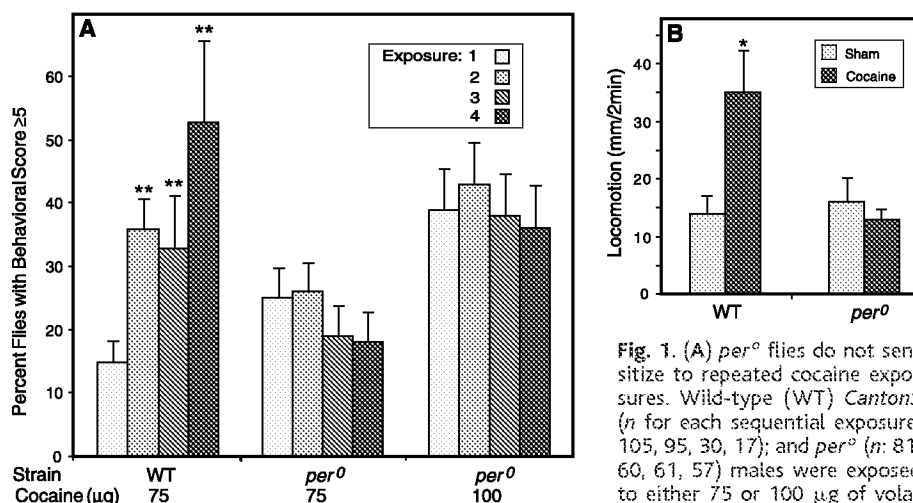 A
Percent Flies with Behavioral Score ≥5
60
50
40
30
20
10
0
**
**
**
Exposure: 1
2
3
4
Strain WT per⁰ per⁰
Cocaine (μg) 75 75 100
B
Locomotion (mm/2min)
40
30
20
10
0
*
Sham
Cocaine
WT per⁰
Fig. 1. (A) perº flies do not sen-
sitize to repeated cocaine expo-
sures. Wild-type (WT) Cantons
(n for each sequential exposure
105, 95, 30, 17); and perº (n: 81
60, 61, 57) males were exposed
to either 75 or 100 μg of vola